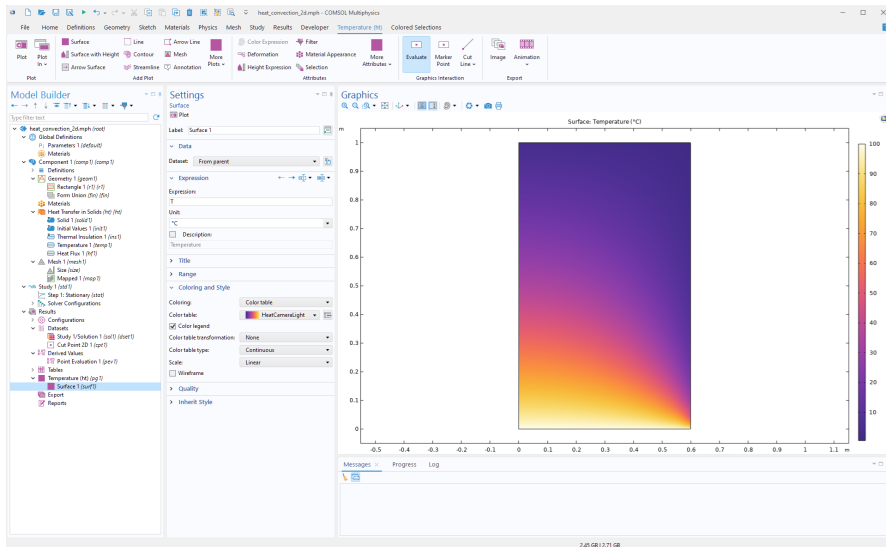 heat_convection_2d.mph - COMSOL Multiphysics
File Home Definitions Geometry Sketch Materials Physics Mesh Study Results Developer Temperature (ht) Colored Selections
Plot
Plot In
Surface
Surface with Height
Arrow Surface
Line
Contour
Streamline
Arrow Line
Mesh
Annotation
More Plots
Color Expression
Deformation
Height Expression
Filter
Material Appearance
Selection
More Attributes
Evaluate
Marker Point
Cut Line
Image
Animation
Plot
Add Plot
Attributes
Graphics Interaction
Export
Model Builder
Type filter text
heat_convection_2d.mph (root)
Global Definitions
Parameters 1 (default)
Materials
Component 1 (comp1) (comp1)
Definitions
Geometry 1 (geom1)
Rectangle 1 (r1) (r1)
Form Union (fin) (fin)
Materials
Heat Transfer in Solids (ht) (ht)
Solid 1 (solid1)
Initial Values 1 (init1)
Thermal Insulation 1 (ins1)
Temperature 1 (temp1)
Heat Flux 1 (hf1)
Mesh 1 (mesh1)
Size (size)
Mapped 1 (map1)
Study 1 (std1)
Step 1: Stationary (stat)
Solver Configurations
Results
Configurations
Datasets
Study 1/Solution 1 (sol1) (dset1)
Cut Point 2D 1 (cpt1)
Derived Values
Point Evaluation 1 (pev1)
Tables
Temperature (ht) (pg1)
Surface 1 (surf1)
Export
Reports
Settings
Surface
Plot
Label: Surface 1
Data
Dataset: From parent
Expression
Expression:
T
Unit:
°C
Description:
Temperature
Title
Range
Coloring and Style
Coloring: Color table
Color table: HeatCameraLight
Color legend
Color table transformation: None
Color table type: Continuous
Scale: Linear
Wireframe
Quality
Inherit Style
Graphics
Surface: Temperature (°C)
m
1
0.9
0.8
0.7
0.6
0.5
0.4
0.3
0.2
0.1
0
-0.5 -0.4 -0.3 -0.2 -0.1 0 0.1 0.2 0.3 0.4 0.5 0.6 0.7 0.8 0.9 1 1.1 m
100
90
80
70
60
50
40
30
20
10
Messages Progress Log
2.45 GB | 2.71 GB